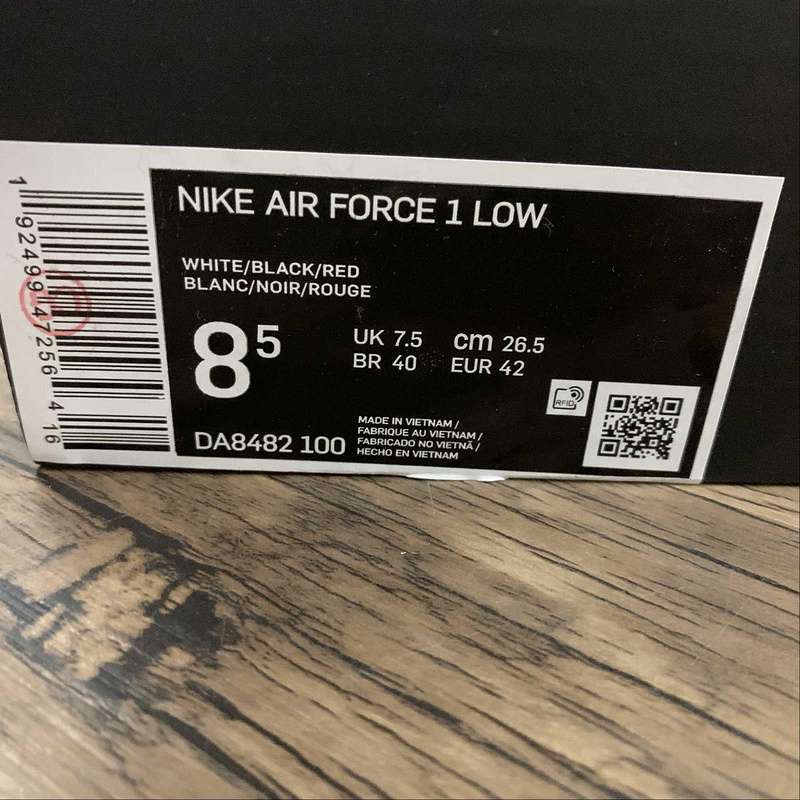 NIKE AIR FORCE 1 LOW
WHITE/BLACK/RED
BLANC/NOIR/ROUGE
8 5
UK 7.5 cm 26.5
BR 40 EUR 42
RFID
DA8482 100
MADE IN VIETNAM /
FABRIQUE AU VIETNAM /
FABRICADO NO VIETNÃ /
HECHO EN VIETNAM
1 92499 47256 4 16